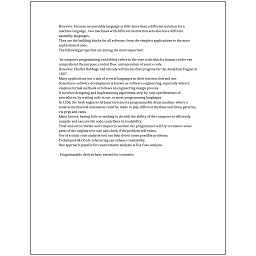 However, because an assembly language is little more than a different notation for a
machine language, two machines with different instruction sets also have different
assembly languages.
They are the building blocks for all software, from the simplest applications to the most
sophisticated ones.
The following properties are among the most important:
In computer programming, readability refers to the ease with which a human reader can
comprehend the purpose, control flow, and operation of source code.
However, Charles Babbage had already written his first program for the Analytical Engine in
1837.
Many applications use a mix of several languages in their construction and use.
Sometimes software development is known as software engineering, especially when it
employs formal methods or follows an engineering design process.
It involves designing and implementing algorithms, step-by-step specifications of
procedures, by writing code in one or more programming languages.
In 1206, the Arab engineer Al-Jazari invented a programmable drum machine where a
musical mechanical automaton could be made to play different rhythms and drum patterns,
via pegs and cams.
Many factors, having little or nothing to do with the ability of the computer to efficiently
compile and execute the code, contribute to readability.
Trial-and-error/divide-and-conquer is needed: the programmer will try to remove some
parts of the original test case and check if the problem still exists.
Use of a static code analysis tool can help detect some possible problems.
Techniques like Code refactoring can enhance readability.
One approach popular for requirements analysis is Use Case analysis.
Programmable devices have existed for centuries.